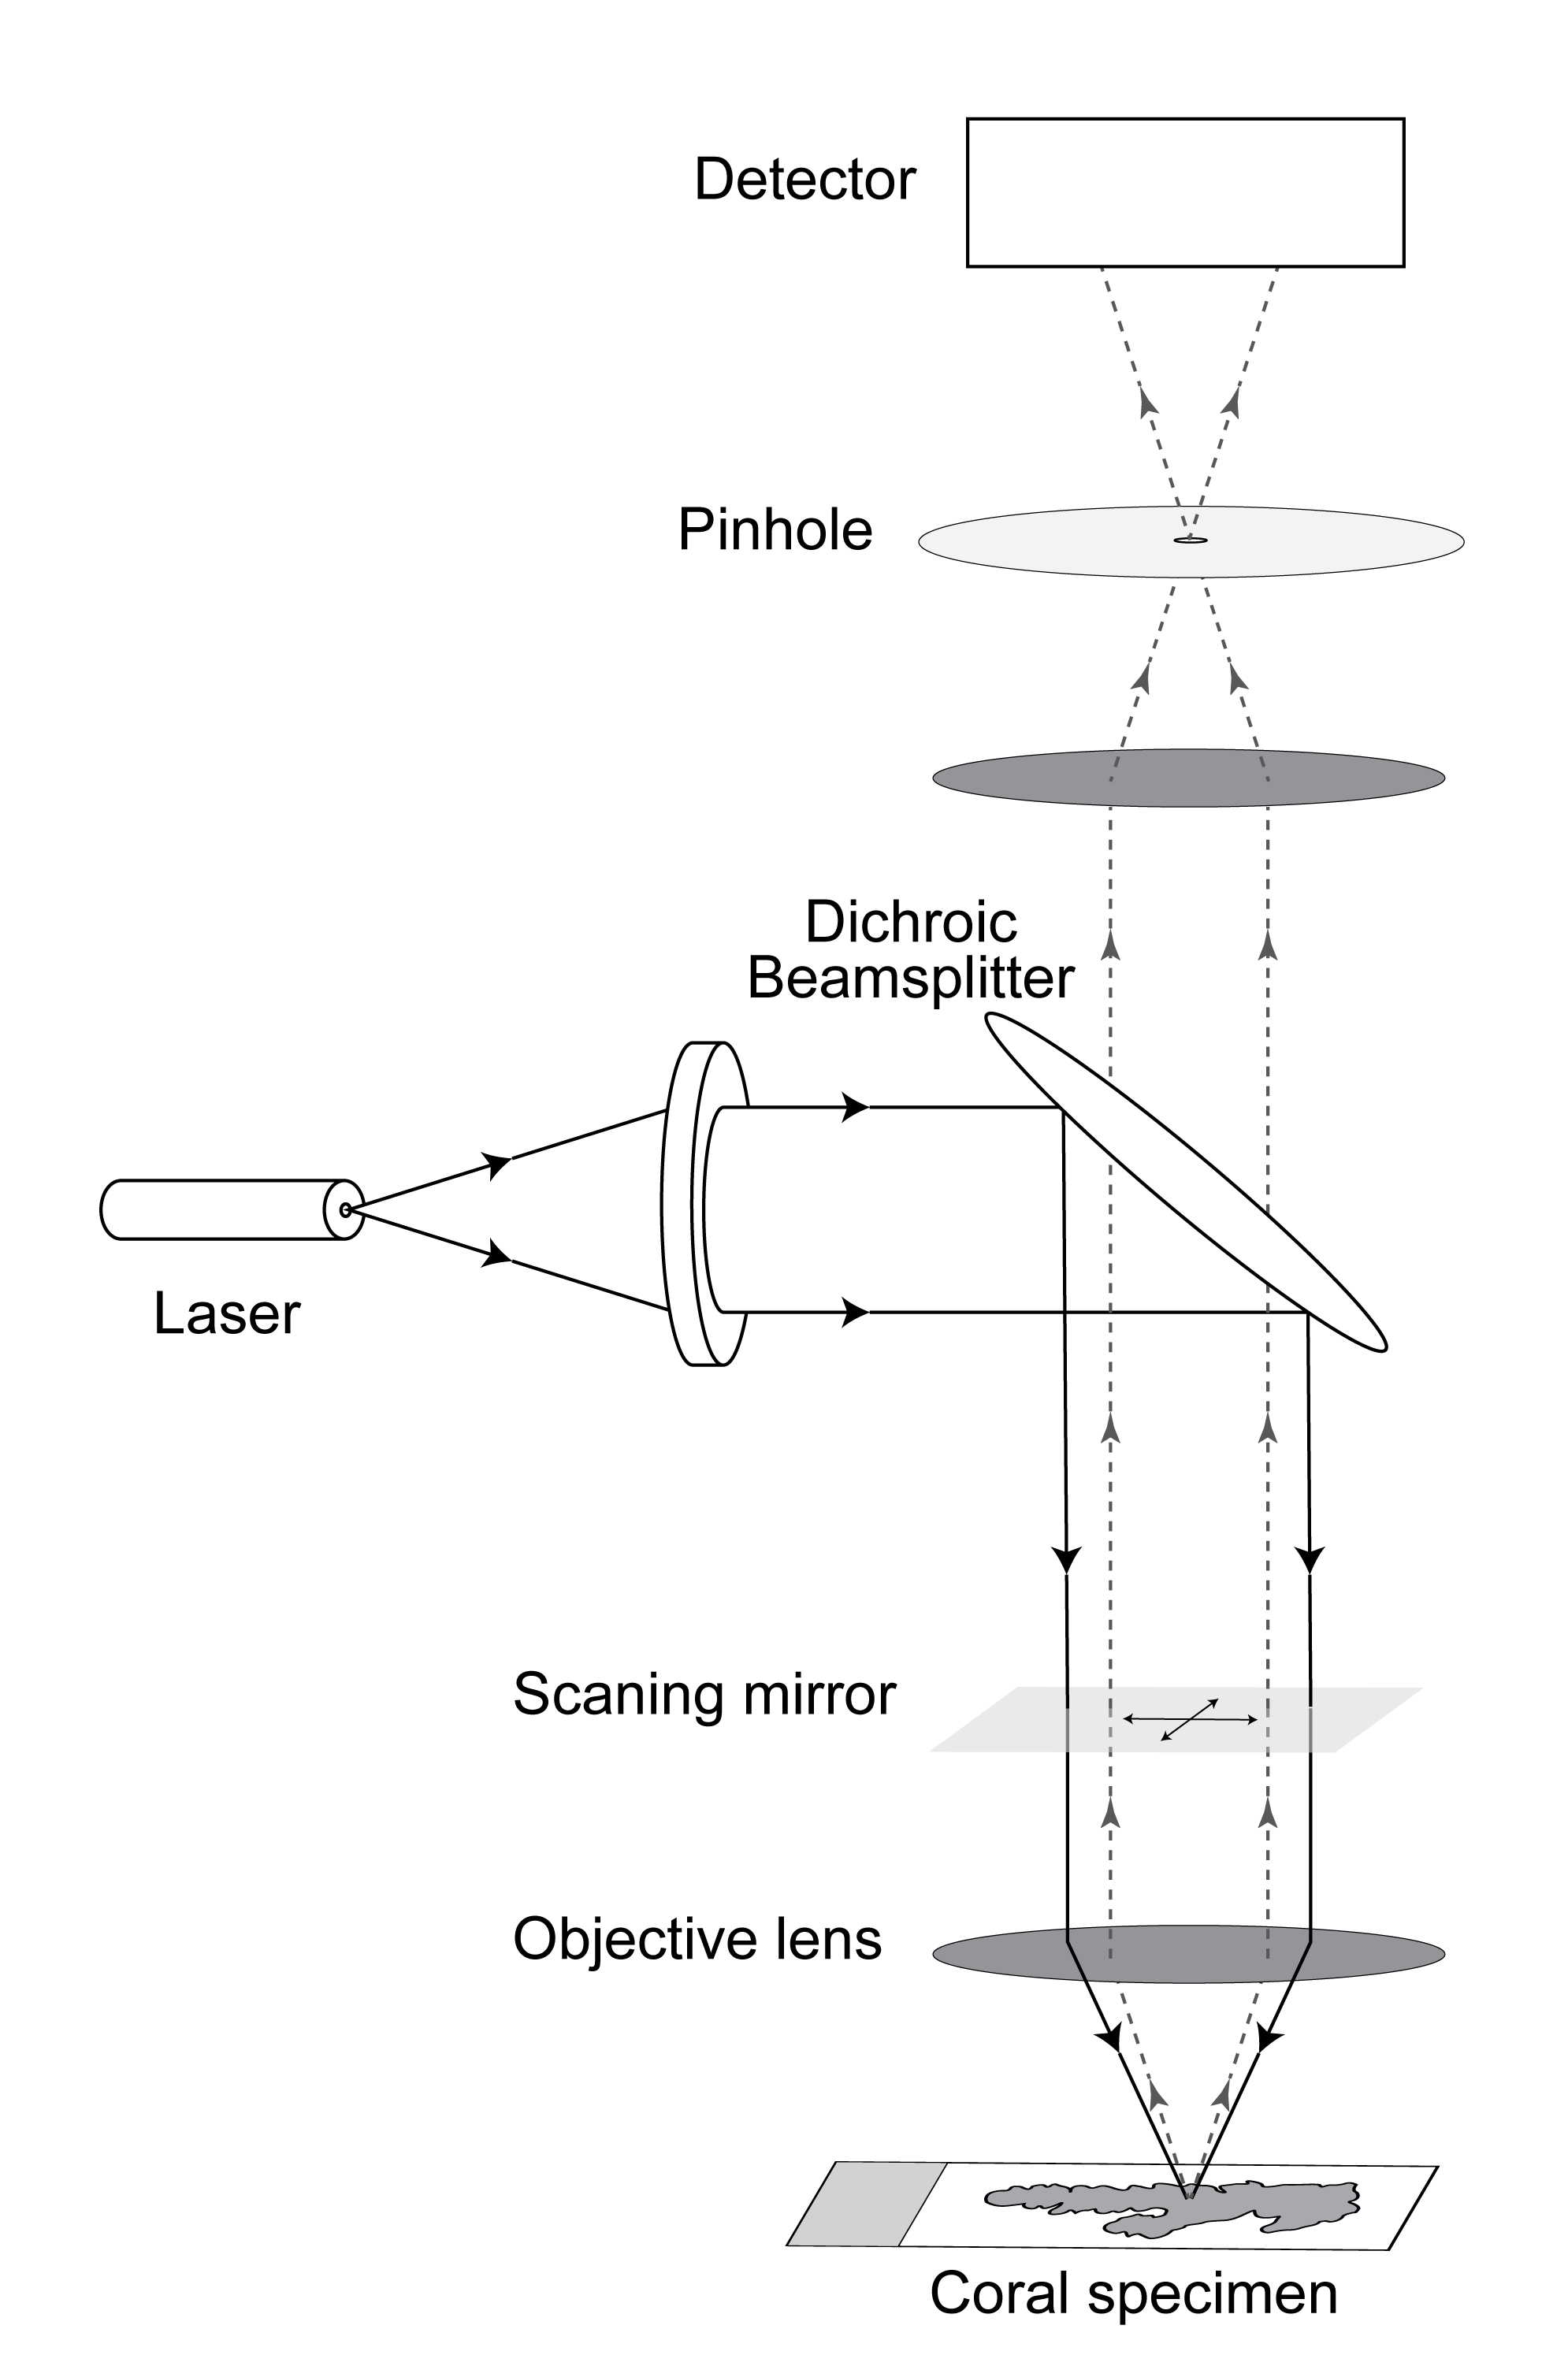 Detector
Pinhole
Dichroic
Beamsplitter
Laser
Scaning mirror
Objective lens
Coral specimen